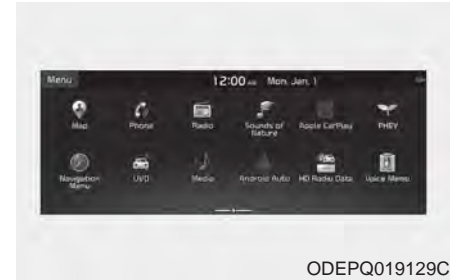 Menu 12:00 AM Mon. Jan. 1
Map Phone Radio Sounds of Nature Apple CarPlay PHEV
Navigation Menu UVO Media Android Auto HD Radio Data Voice Memo
ODEPQ019129C